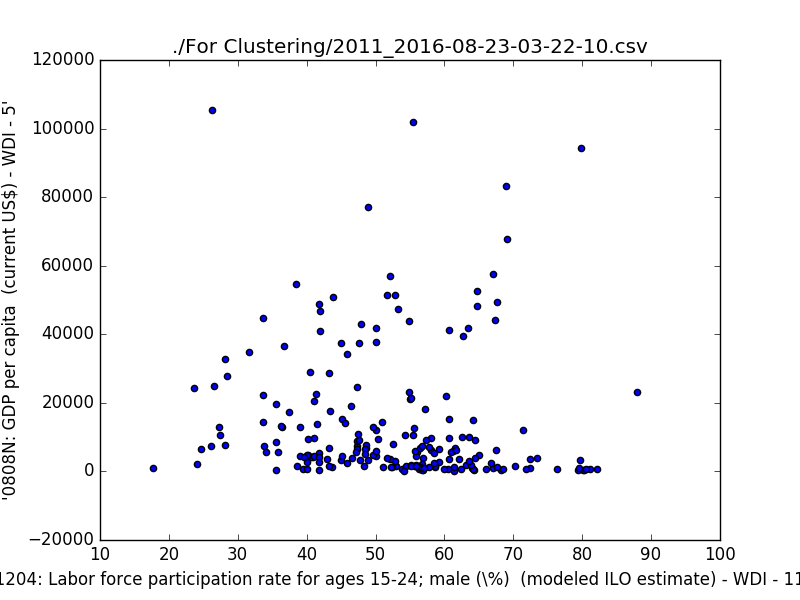 ./For Clustering/2011_2016-08-23-03-22-10.csv
120000
100000
80000
60000
40000
20000
0
−20000
'0808N: GDP per capita  (current US$) - WDI - 5'
10 20 30 40 50 60 70 80 90 100
1204: Labor force participation rate for ages 15-24; male (\%)  (modeled ILO estimate) - WDI - 11